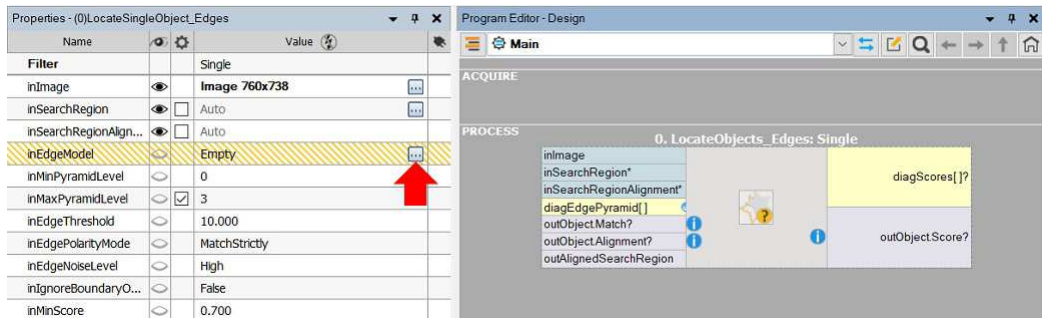 Properties - (0)LocateSingleObject_Edges
Name Value
Filter Single
inImage Image 760x738 ...
inSearchRegion Auto ...
inSearchRegionAlign... Auto
inEdgeModel Empty ...
inMinPyramidLevel 0
inMaxPyramidLevel 3
inEdgeThreshold 10.000
inEdgePolarityMode MatchStrictly
inEdgeNoiseLevel High
inIgnoreBoundaryO... False
inMinScore 0.700
Program Editor - Design
Main
ACQUIRE
PROCESS
0. LocateObjects_Edges: Single
inImage
inSearchRegion*
inSearchRegionAlignment*
diagEdgePyramid[ ]
outObject.Match?
outObject.Alignment?
outAlignedSearchRegion
diagScores[ ]?
outObject.Score?